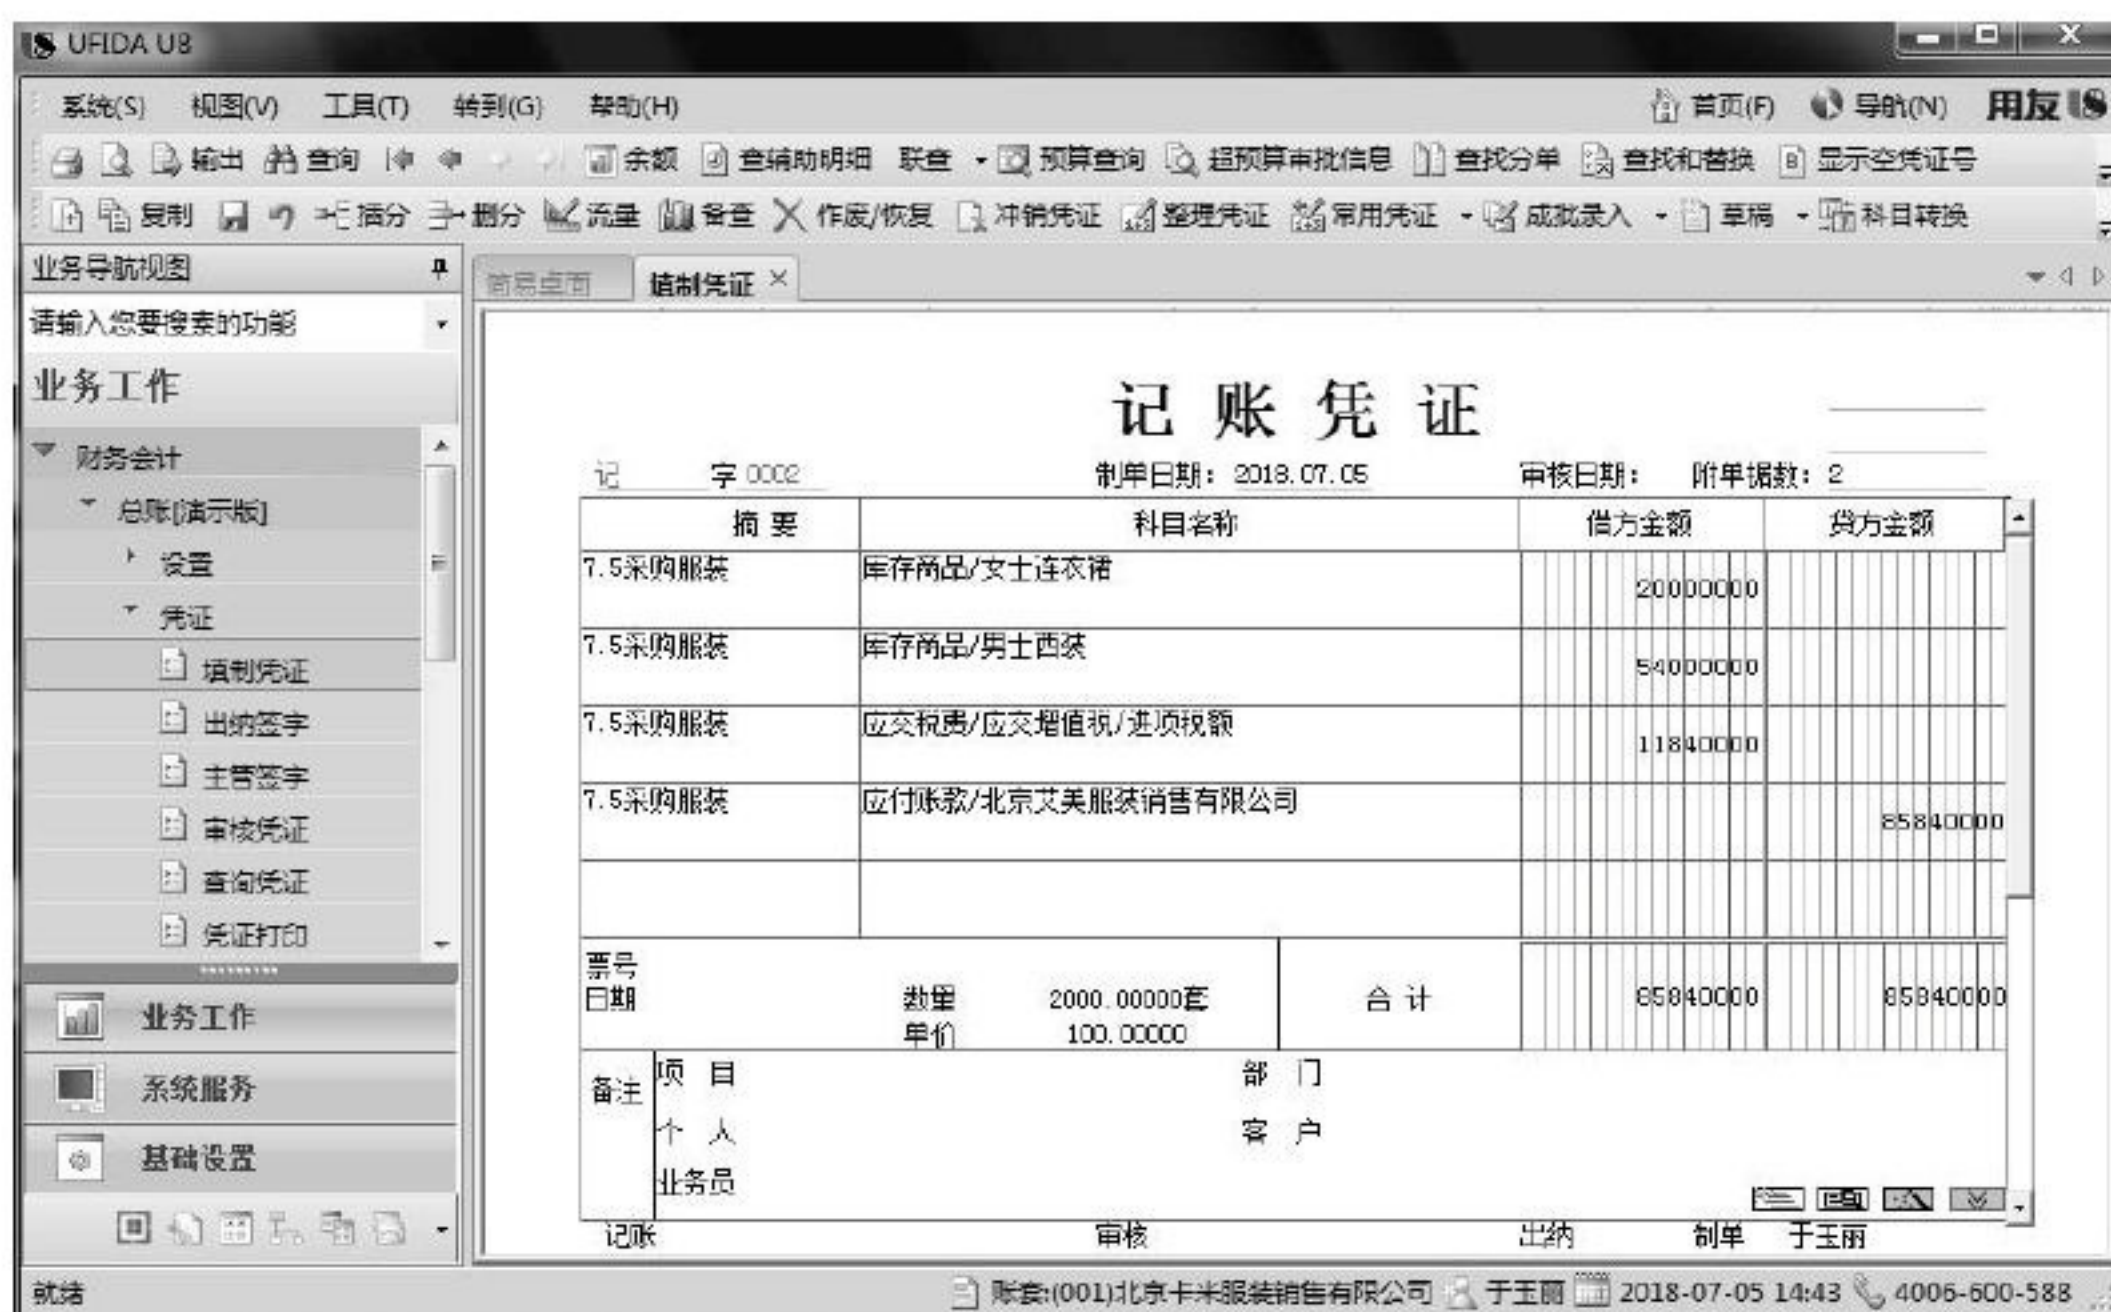 UFIDA U8
系统(S) 视图(V) 工具(T) 转到(G) 帮助(H) 首页(F) 导航(N) 用友U8
输出 查询 余额 查辅助明细 联查 预算查询 超预算审批信息 查找分单 查找和替换 显示空凭证号
复制 插分 删分 流量 备查 作废/恢复 冲销凭证 整理凭证 常用凭证 成批录入 草稿 科目转换
业务导航视图
简易桌面 填制凭证
请输入您要搜索的功能
业务工作
财务会计
总账[演示版]
设置
凭证
填制凭证
出纳签字
主管签字
审核凭证
查询凭证
凭证打印
业务工作
系统服务
基础设置
记 账 凭 证
记 字 0002 制单日期: 2018.07.05 审核日期: 附单据数: 2
摘 要 科目名称 借方金额 贷方金额
7.5采购服装 库存商品/女士连衣裙 20000000
7.5采购服装 库存商品/男士西装 54000000
7.5采购服装 应交税费/应交增值税/进项税额 11840000
7.5采购服装 应付账款/北京艾美服装销售有限公司 85840000
票号
日期 数量 2000.00000套 合 计 85840000 85840000
单价 100.00000
备注 项 目 部 门
个 人 客 户
业务员
记账 审核 出纳 制单 于玉丽
就绪 账套:(001)北京卡米服装销售有限公司 于玉丽 2018-07-05 14:43 4006-600-588